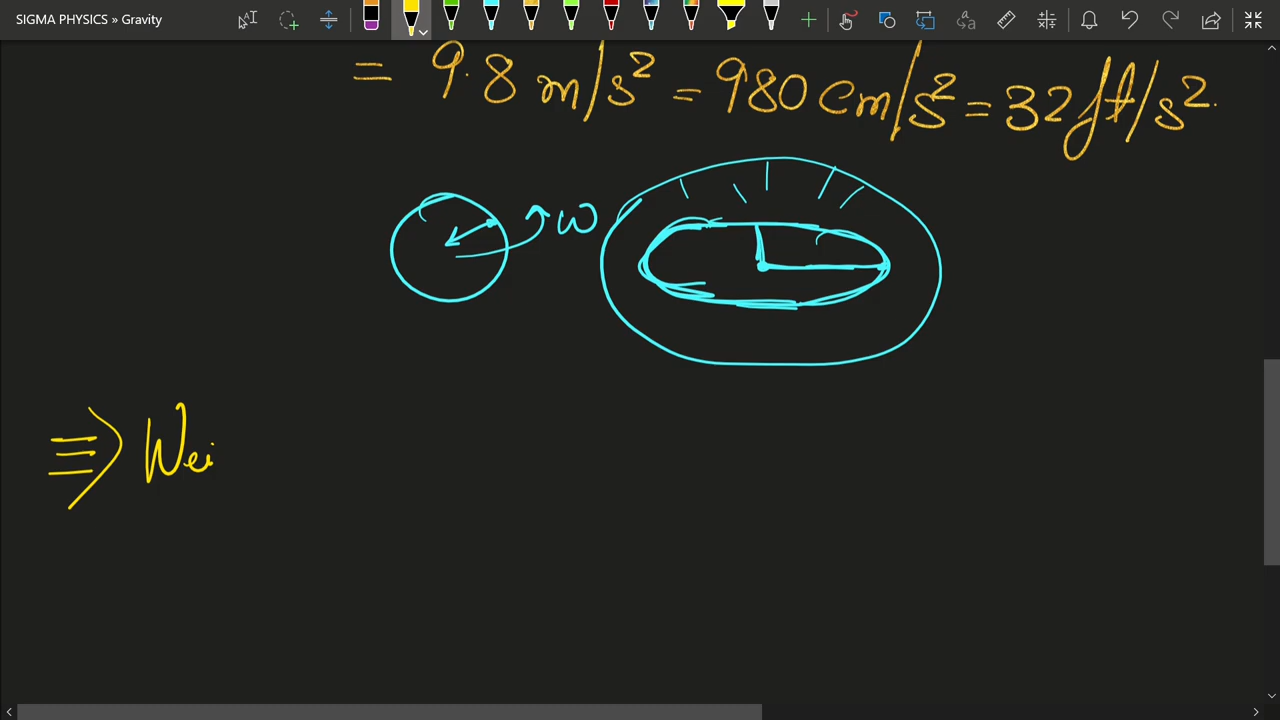 SIGMA PHYSICS » Gravity
= 9.8 m/s² = 980 cm/s² = 32 ft/s².
ω
⇒ Wei